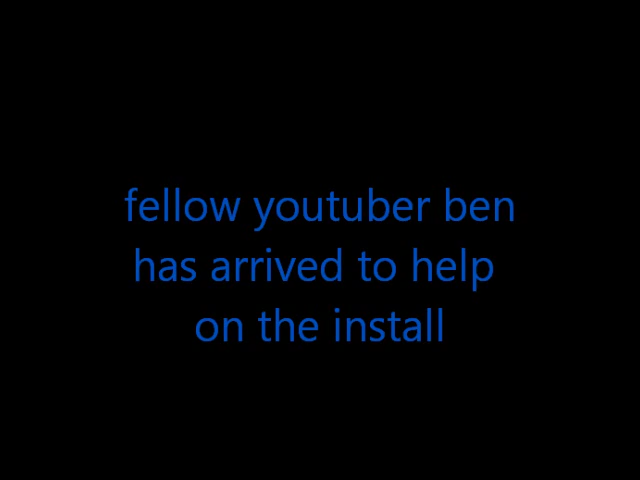 fellow youtuber ben
has arrived to help
on the install